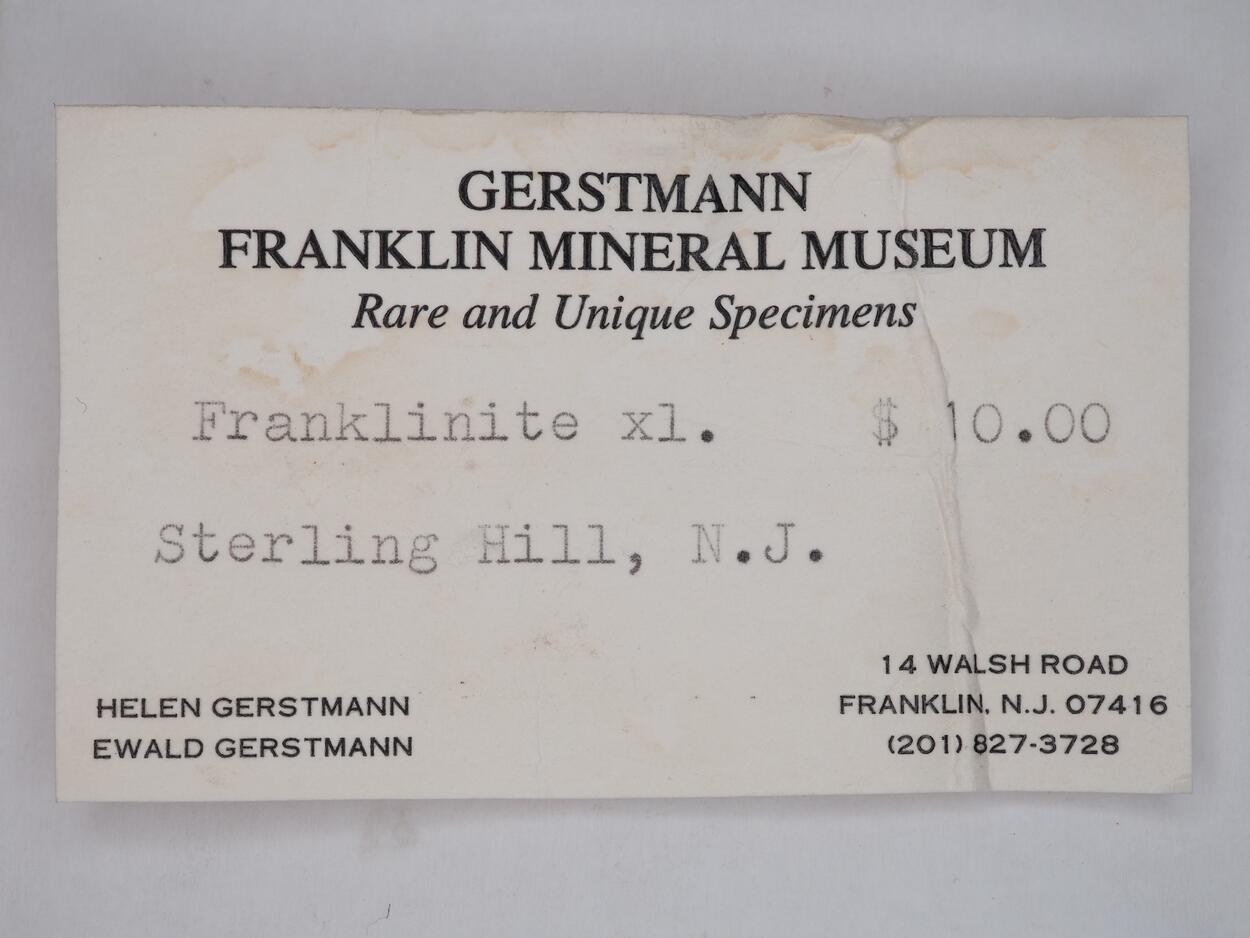 GERSTMANN
FRANKLIN MINERAL MUSEUM
Rare and Unique Specimens
Franklinite xl. $ 10.00
Sterling Hill, N.J.
HELEN GERSTMANN
EWALD GERSTMANN
14 WALSH ROAD
FRANKLIN, N.J. 07416
(201) 827-3728